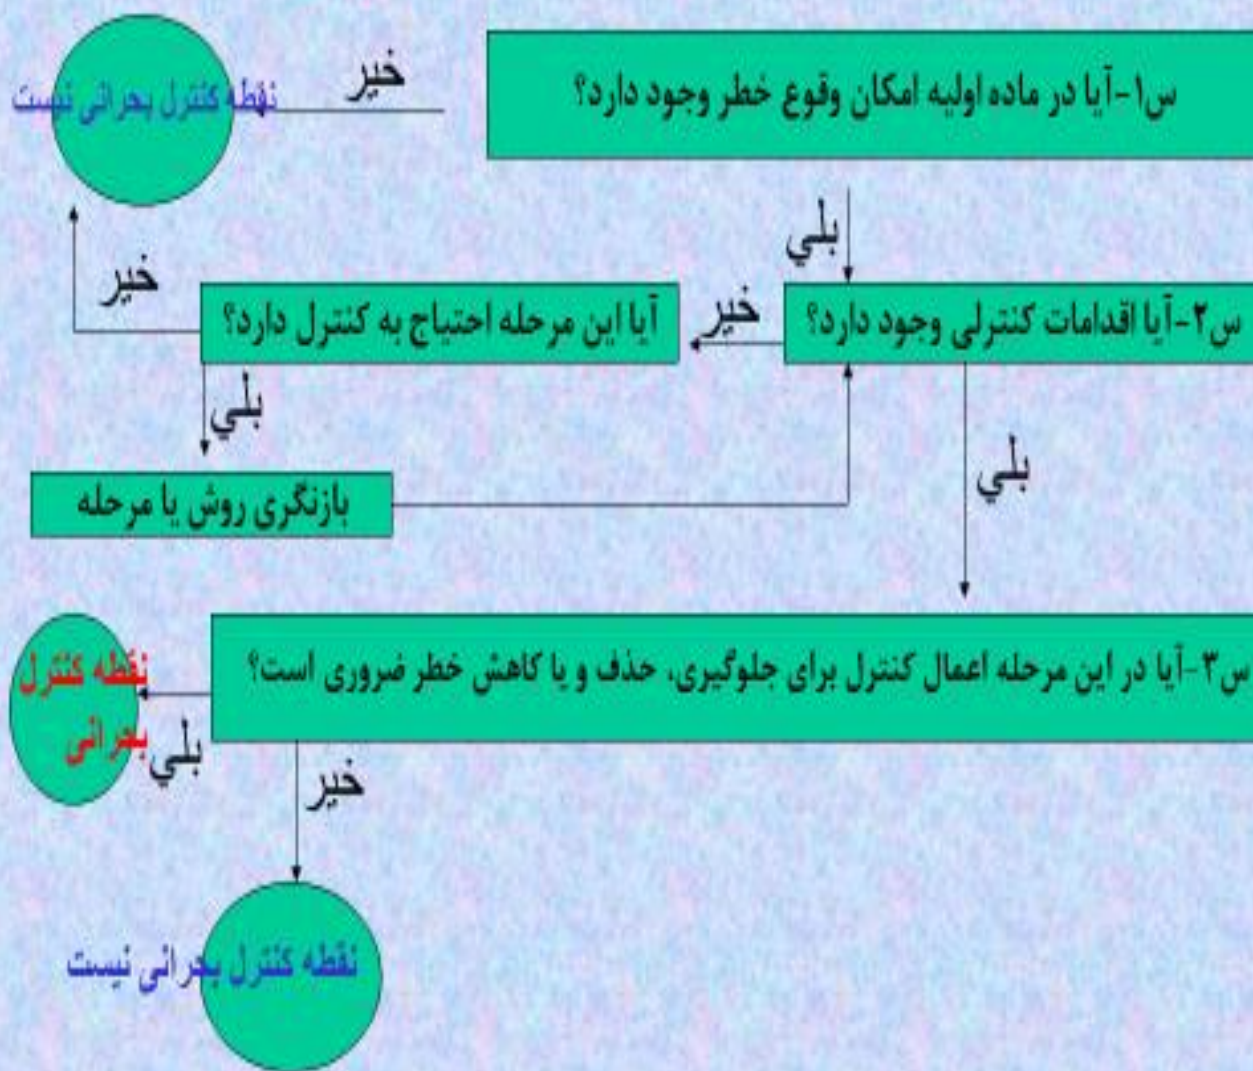 س۱-آیا در ماده اولیه امکان وقوع خطر وجود دارد؟
خیر
نقطه کنترل بحرانی نیست
بلي
س۲-آیا اقدامات کنترلی وجود دارد؟
خیر
آیا این مرحله احتیاج به کنترل دارد؟
خیر
بلي
بلي
بازنگری روش یا مرحله
س۳-آیا در این مرحله اعمال کنترل برای جلوگیری، حذف و یا کاهش خطر ضروری است؟
نقطه کنترل
بحرانی
بلي
خیر
نقطه کنترل بحرانی نیست